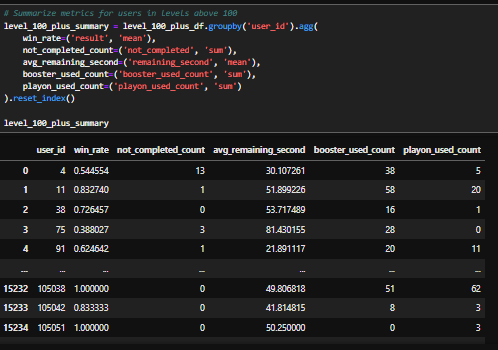 # Summarize metrics for users in levels above 100
level_100_plus_summary = level_100_plus_df.groupby('user_id').agg(
    win_rate=('result', 'mean'),
    not_completed_count=('not_completed', 'sum'),
    avg_remaining_second=('remaining_second', 'mean'),
    booster_used_count=('booster_used_count', 'sum'),
    playon_used_count=('playon_used_count', 'sum')
).reset_index()
level_100_plus_summary
user_id win_rate not_completed_count avg_remaining_second booster_used_count playon_used_count
0 4 0.544554 13 30.107261 38 5
1 11 0.832740 1 51.899226 58 20
2 38 0.726457 0 53.717489 16 1
3 75 0.388027 3 81.430155 28 0
4 91 0.624642 1 21.891117 20 11
... ... ... ... ... ... ...
15232 105038 1.000000 0 49.806818 51 62
15233 105042 0.833333 0 41.814815 8 3
15234 105051 1.000000 0 50.250000 0 3